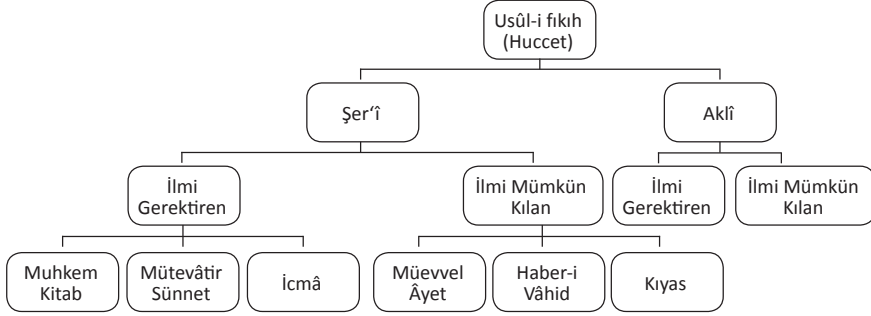 Usûl-i fıkıh
(Huccet)
Şer‘î
Aklî
İlmi
Gerektiren
İlmi Mümkün
Kılan
İlmi
Gerektiren
İlmi Mümkün
Kılan
Muhkem
Kitab
Mütevâtir
Sünnet
İcmâ
Müevvel
Âyet
Haber-i
Vâhid
Kıyas